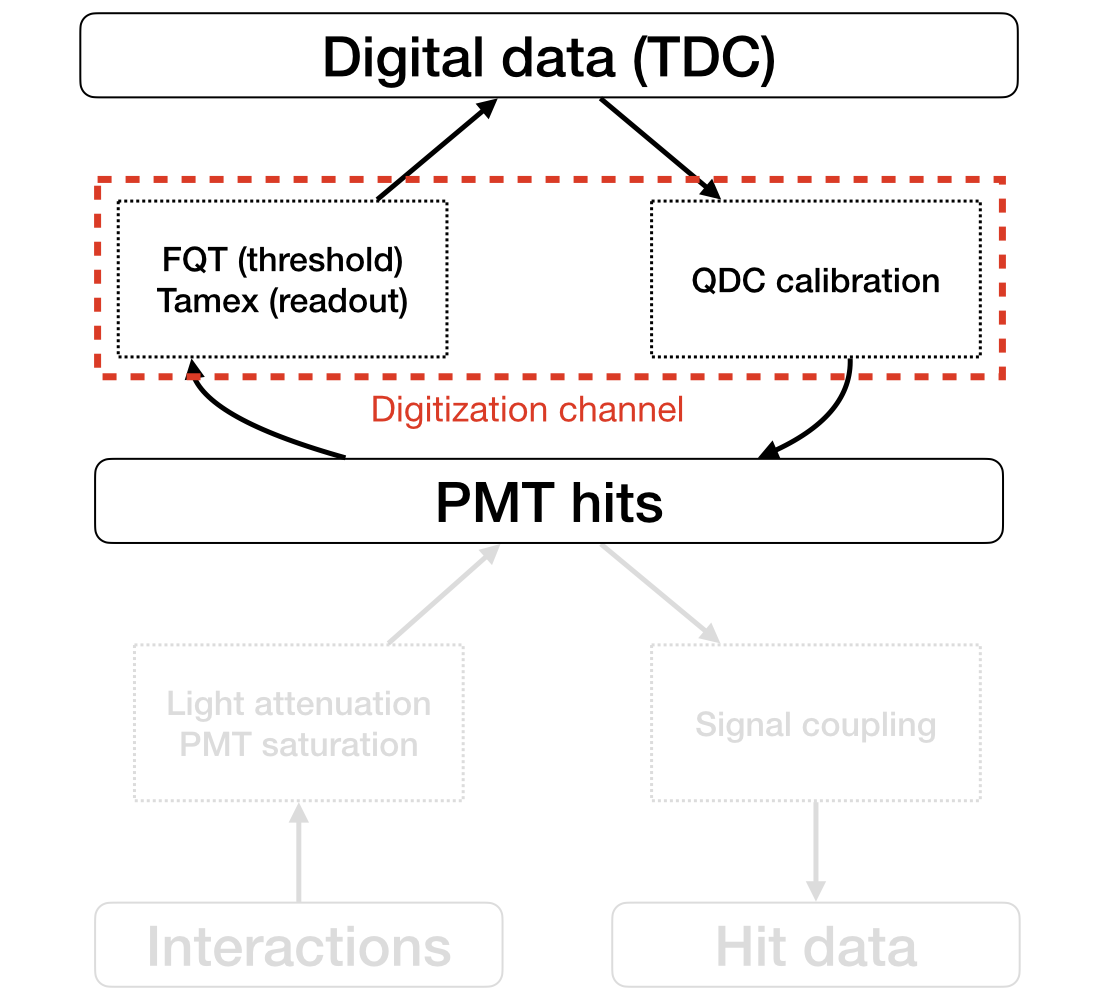 Digital data (TDC)
FQT (threshold)
Tamex (readout)
QDC calibration
Digitization channel
PMT hits
Light attenuation
PMT saturation
Signal coupling
Interactions
Hit data